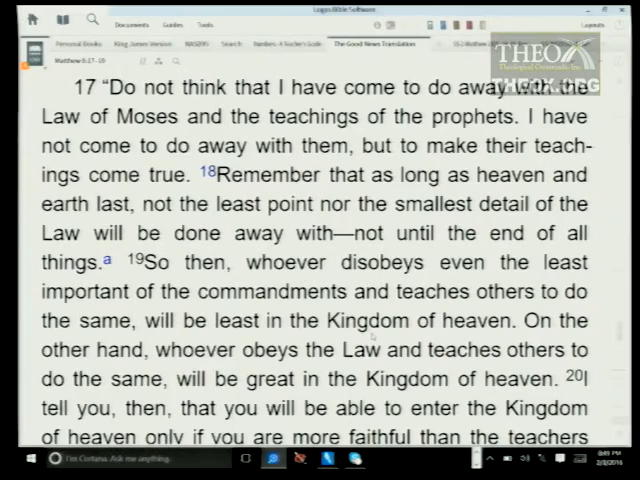 Logos Bible Software
Documents Guides Tools
Layouts
Personal Books King James Version NASB95 Search Numbers- A Teacher's Guide The Good News Translation
Matthew 5:17 - 19
THEOX
THEOX.ORG
17 “Do not think that I have come to do away with the
Law of Moses and the teachings of the prophets. I have
not come to do away with them, but to make their teach-
ings come true. 18Remember that as long as heaven and
earth last, not the least point nor the smallest detail of the
Law will be done away with—not until the end of all
things.a 19So then, whoever disobeys even the least
important of the commandments and teaches others to do
the same, will be least in the Kingdom of heaven. On the
other hand, whoever obeys the Law and teaches others to
do the same, will be great in the Kingdom of heaven. 20I
tell you, then, that you will be able to enter the Kingdom
of heaven only if you are more faithful than the teachers
I'm Cortana. Ask me anything.
8:49 PM
2/3/2016